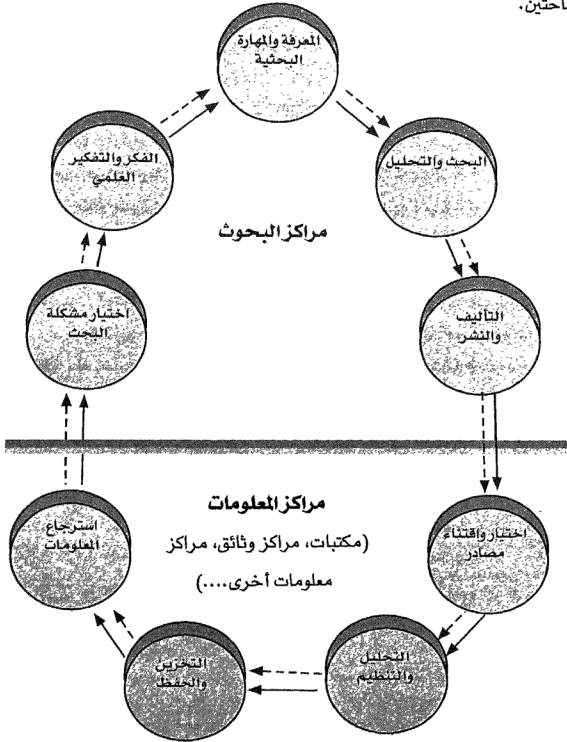 احثين.
المعرفة والمهارة
البحثية
الفكر والتفكير
العلمي
البحث والتحليل
مراكز البحوث
اختيار مشكلة
البحث
التأليف
والنشر
مراكز المعلومات
(مكتبات، مراكز وثائق، مراكز
معلومات أخرى....)
استرجاع
المعلومات
اختيار واقتناء
مصادر
التخزين
والحفظ
التحليل
والتنظيم